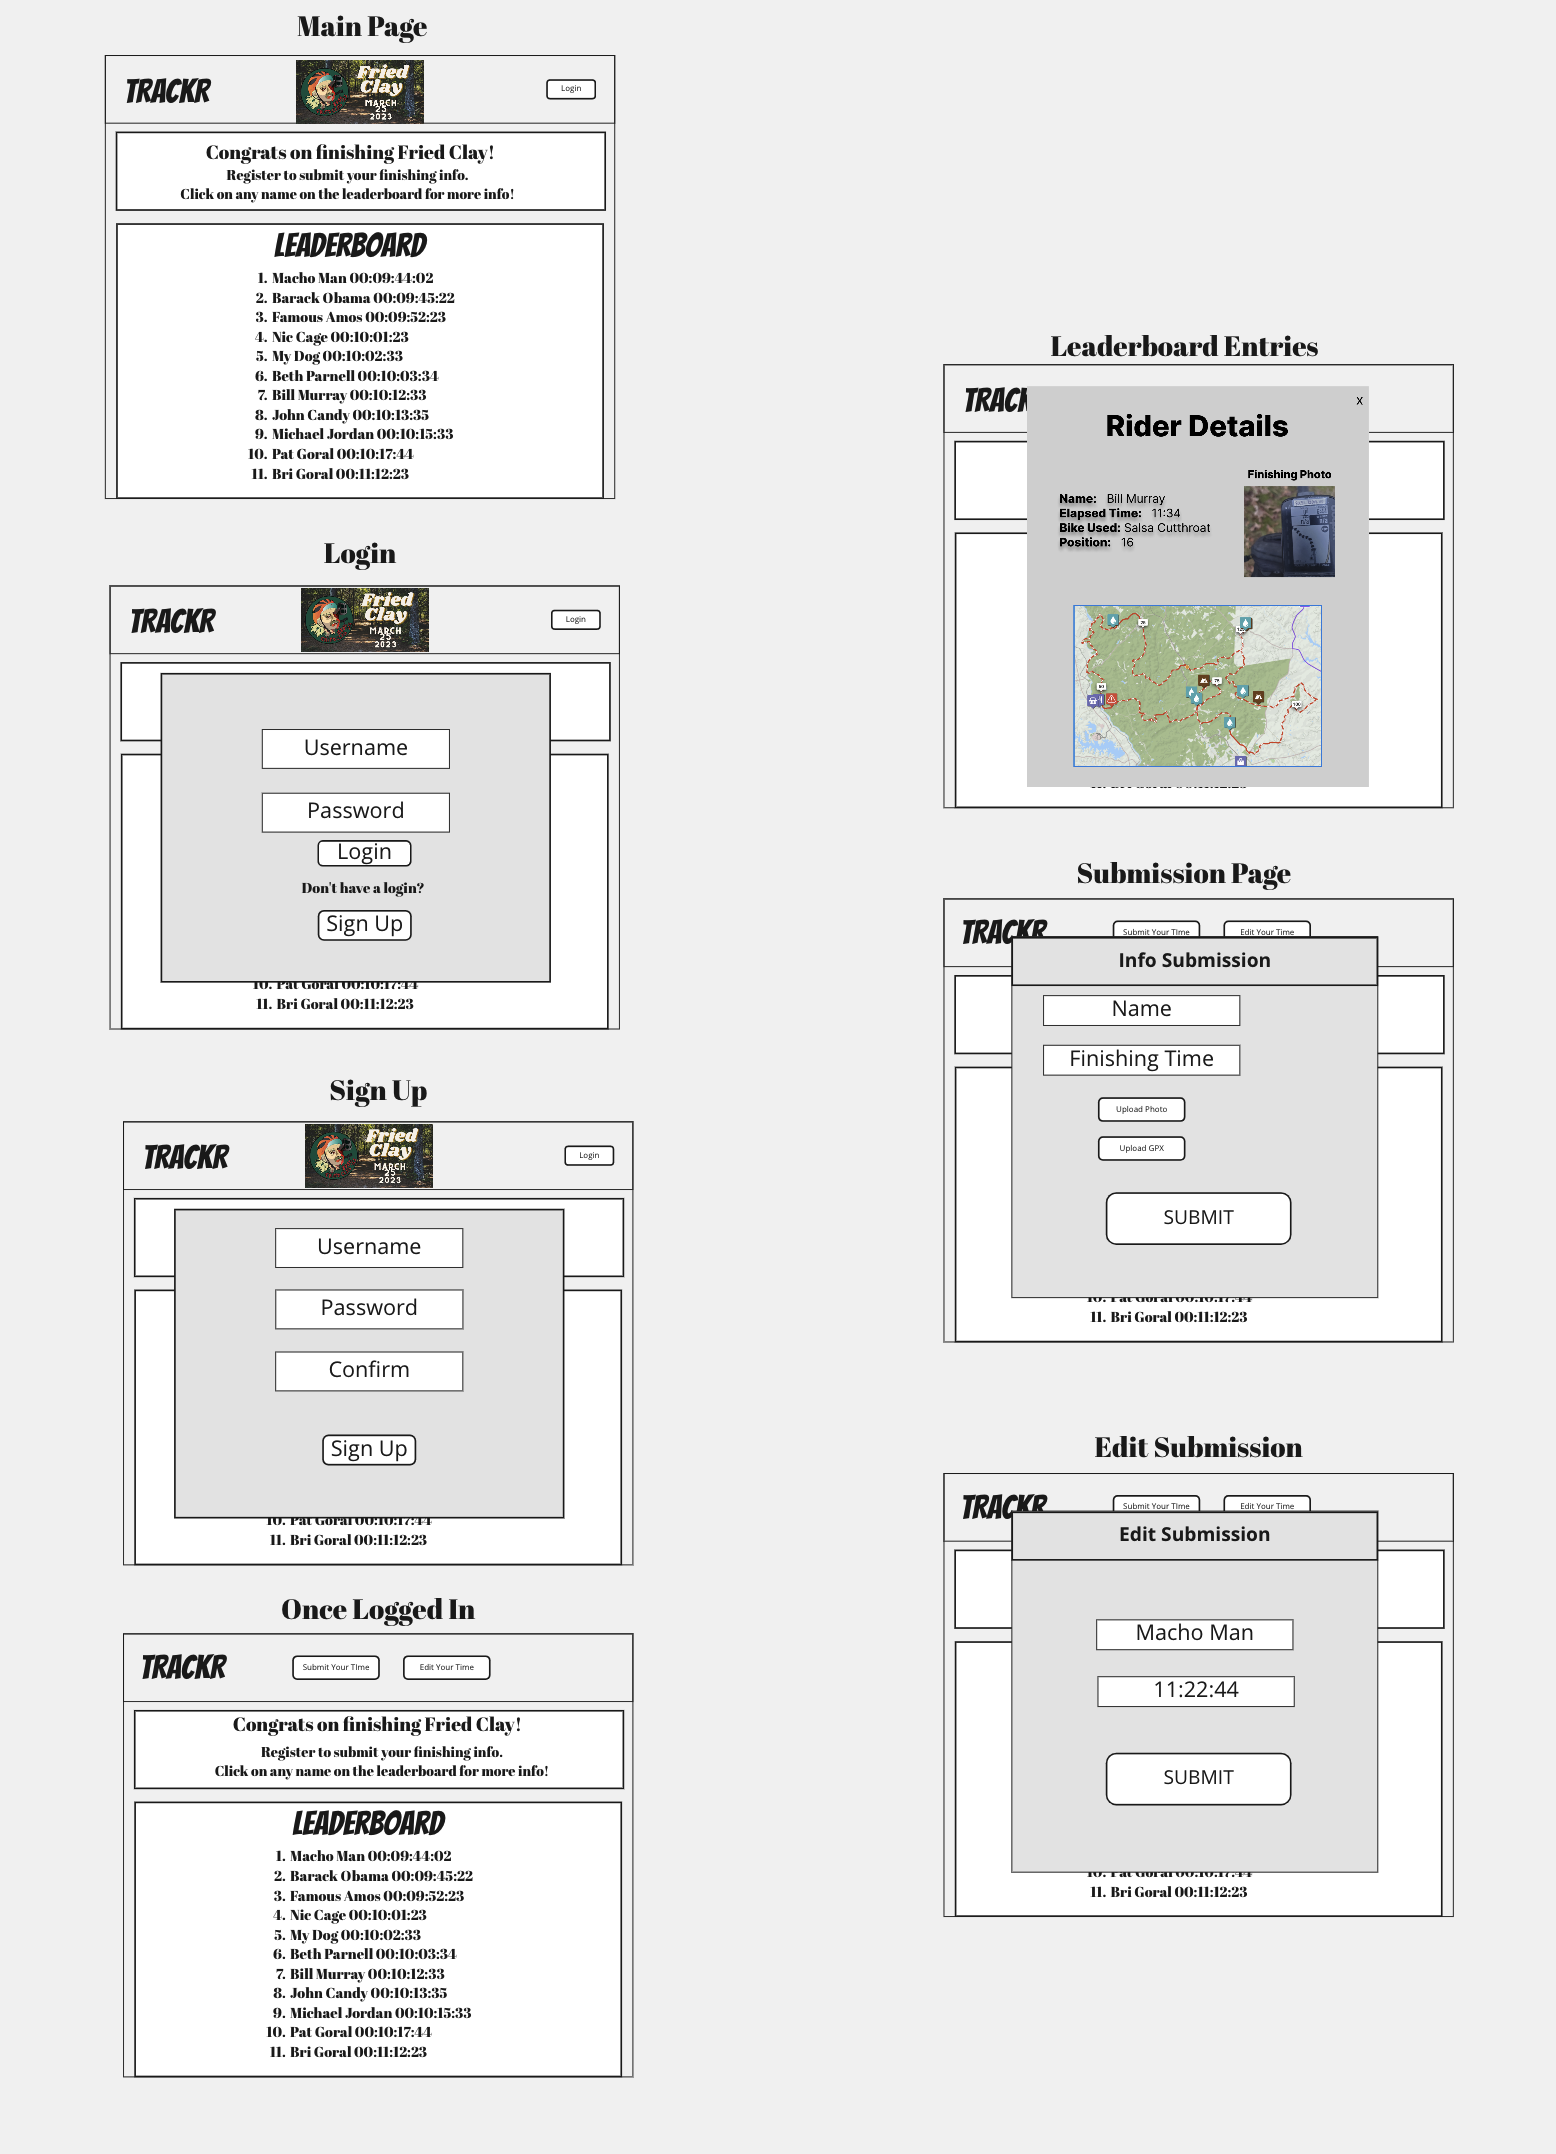 Main Page
TRACKR
Fried
Clay
MARCH
25
2023
Login
Congrats on finishing Fried Clay!
Register to submit your finishing info.
Click on any name on the leaderboard for more info!
LEADERBOARD
1. Macho Man 00:09:44:02
2. Barack Obama 00:09:45:22
3. Famous Amos 00:09:52:23
4. Nic Cage 00:10:01:23
5. My Dog 00:10:02:33
6. Beth Parnell 00:10:03:34
7. Bill Murray 00:10:12:33
8. John Candy 00:10:13:35
9. Michael Jordan 00:10:15:33
10. Pat Goral 00:10:17:44
11. Bri Goral 00:11:12:23
Login
TRACKR
Fried
Clay
MARCH
25
2023
Login
Username
Password
Login
Don't have a login?
Sign Up
10. Pat Goral 00:10:17:44
11. Bri Goral 00:11:12:23
Sign Up
TRACKR
Fried
Clay
MARCH
25
2023
Login
Username
Password
Confirm
Sign Up
10. Pat Goral 00:10:17:44
11. Bri Goral 00:11:12:23
Once Logged In
TRACKR
Submit Your TIme
Edit Your Time
Congrats on finishing Fried Clay!
Register to submit your finishing info.
Click on any name on the leaderboard for more info!
LEADERBOARD
1. Macho Man 00:09:44:02
2. Barack Obama 00:09:45:22
3. Famous Amos 00:09:52:23
4. Nic Cage 00:10:01:23
5. My Dog 00:10:02:33
6. Beth Parnell 00:10:03:34
7. Bill Murray 00:10:12:33
8. John Candy 00:10:13:35
9. Michael Jordan 00:10:15:33
10. Pat Goral 00:10:17:44
11. Bri Goral 00:11:12:23
Leaderboard Entries
TRACK
X
Rider Details
Finishing Photo
Name: Bill Murray
Elapsed Time: 11:34
Bike Used: Salsa Cutthroat
Position: 16
11. Bri Goral 00:11:12:23
Submission Page
TRACKR
Submit Your TIme
Edit Your Time
Info Submission
Name
Finishing Time
Upload Photo
Upload GPX
SUBMIT
10. Pat Goral 00:10:17:44
11. Bri Goral 00:11:12:23
Edit Submission
TRACKR
Submit Your TIme
Edit Your Time
Edit Submission
Macho Man
11:22:44
SUBMIT
10. Pat Goral 00:10:17:44
11. Bri Goral 00:11:12:23